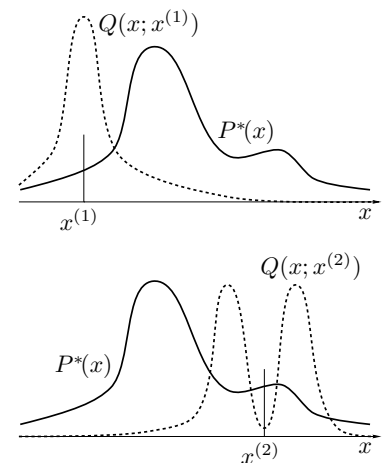 Q(x; x^{(1)})
P*(x)
x
x^{(1)}
Q(x; x^{(2)})
P*(x)
x
x^{(2)}